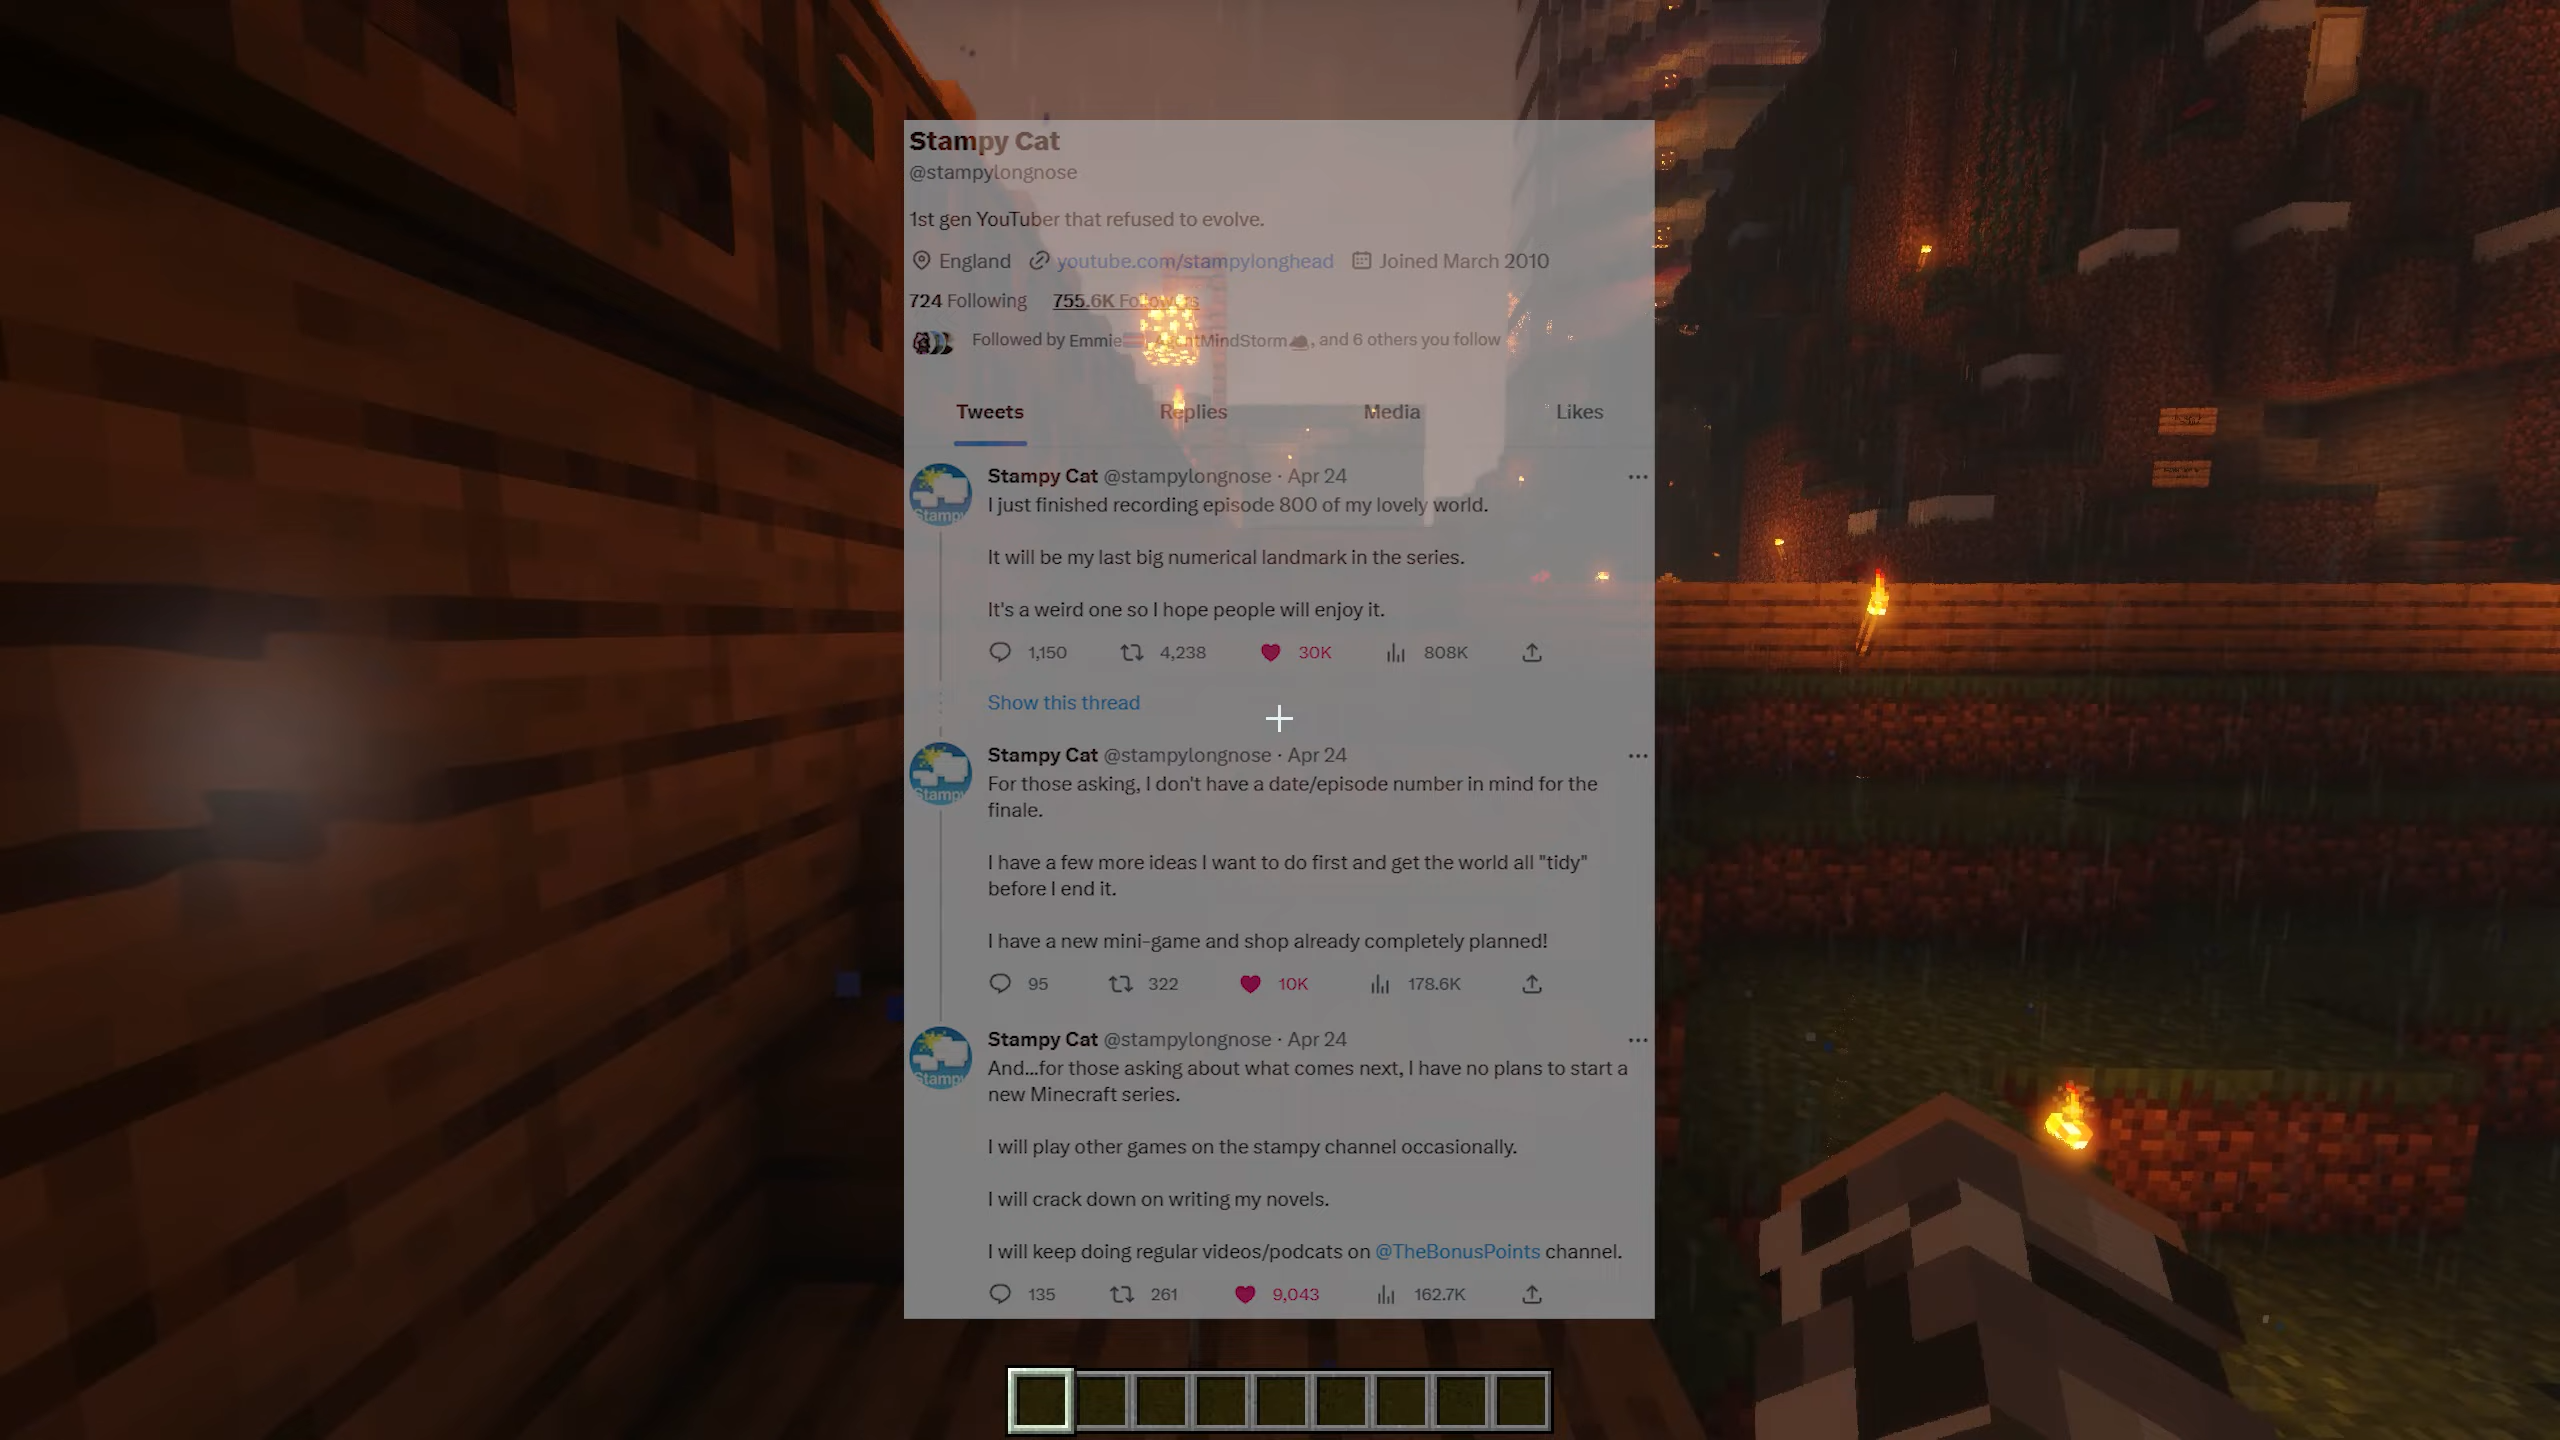 Stampy Cat
@stampylongnose
1st gen YouTuber that refused to evolve.
England youtube.com/stampylonghead Joined March 2010
724 Following 755.6K Followers
Followed by Emmie MindStorm, and 6 others you follow
Tweets Replies Media Likes
Stampy Cat @stampylongnose · Apr 24
I just finished recording episode 800 of my lovely world.
It will be my last big numerical landmark in the series.
It's a weird one so I hope people will enjoy it.
1,150 4,238 30K 808K
Show this thread
Stampy
Stampy Cat @stampylongnose · Apr 24
For those asking, I don't have a date/episode number in mind for the
finale.
I have a few more ideas I want to do first and get the world all "tidy"
before I end it.
I have a new mini-game and shop already completely planned!
95 322 10K 178.6K
Stampy
Stampy Cat @stampylongnose · Apr 24
And...for those asking about what comes next, I have no plans to start a
new Minecraft series.
I will play other games on the stampy channel occasionally.
I will crack down on writing my novels.
I will keep doing regular videos/podcats on @TheBonusPoints channel.
135 261 9,043 162.7K
Stampy